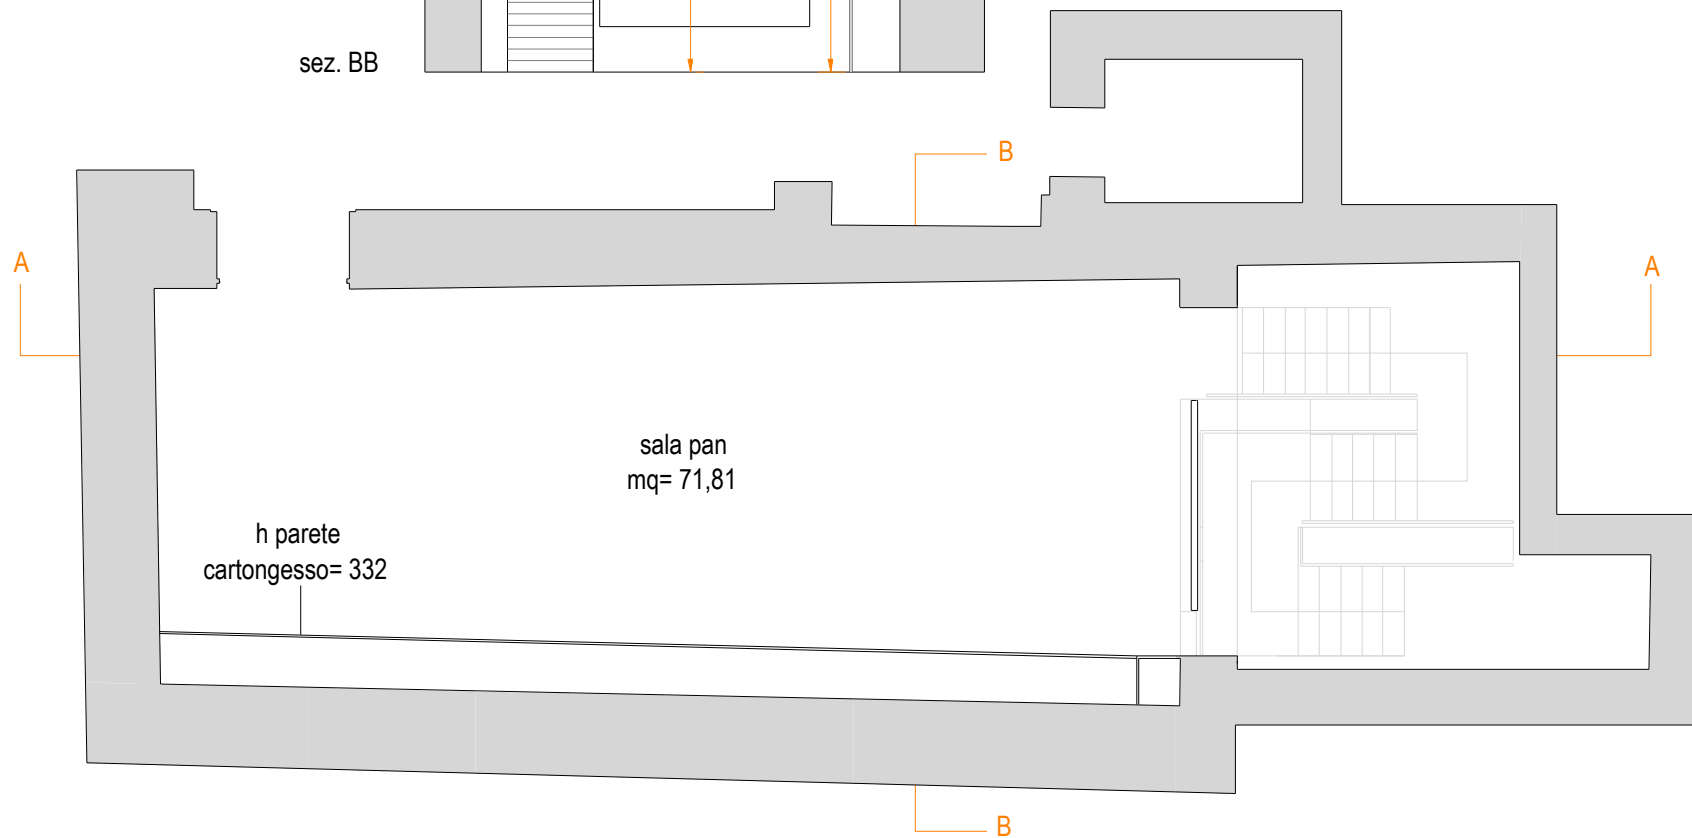 sez. BB
B
A
A
sala pan
mq= 71,81
h parete
cartongesso= 332
B